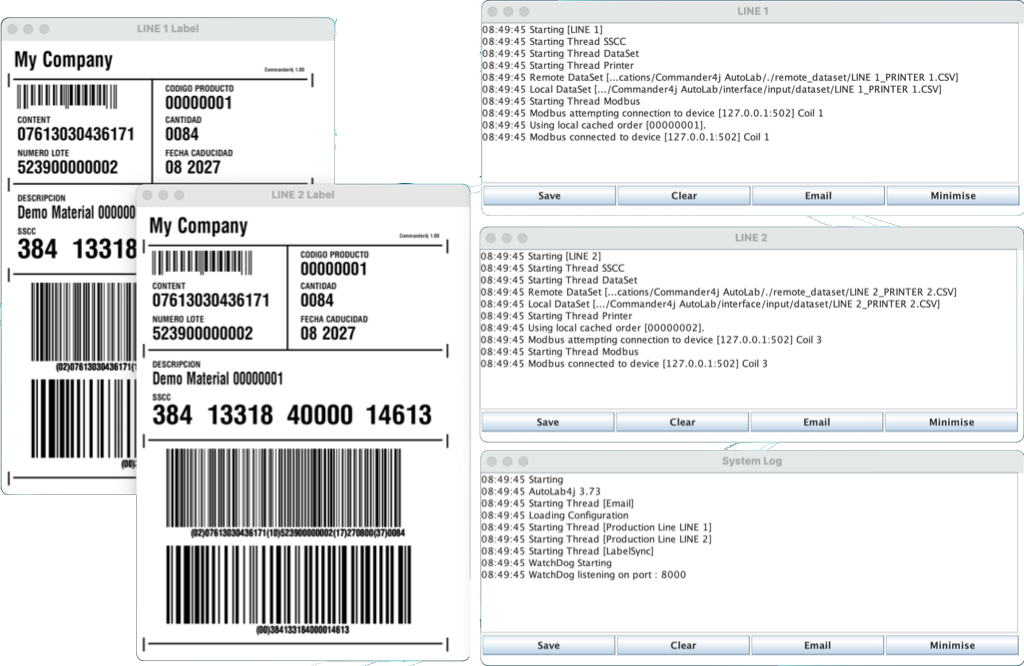 LINE 1 Label
My Company
Commander4j 1.00
CODIGO PRODUCTO
00000001
CONTENT
07613030436171
CANTIDAD
0084
NUMERO LOTE
523900000002
FECHA CADUCIDAD
08 2027
DESCRIPCION
Demo Material 000000
SSCC
384 13318
(02)07613030436171(1
(00)3
LINE 2 Label
My Company
Commander4j 1.00
CODIGO PRODUCTO
00000001
CONTENT
07613030436171
CANTIDAD
0084
NUMERO LOTE
523900000002
FECHA CADUCIDAD
08 2027
DESCRIPCION
Demo Material 00000001
SSCC
384 13318 40000 14613
(02)07613030436171(10)523900000002(17)270800(37)0084
(00)384133184000014613
LINE 1
08:49:45 Starting [LINE 1]
08:49:45 Starting Thread SSCC
08:49:45 Starting Thread DataSet
08:49:45 Starting Thread Printer
08:49:45 Remote DataSet [...cations/Commander4j AutoLab/./remote_dataset/LINE 1_PRINTER 1.CSV]
08:49:45 Local DataSet [.../Commander4j AutoLab/interface/input/dataset/LINE 1_PRINTER 1.CSV]
08:49:45 Starting Thread Modbus
08:49:45 Modbus attempting connection to device [127.0.0.1:502] Coil 1
08:49:45 Using local cached order [00000001].
08:49:45 Modbus connected to device [127.0.0.1:502] Coil 1
Save Clear Email Minimise
LINE 2
08:49:45 Starting [LINE 2]
08:49:45 Starting Thread SSCC
08:49:45 Starting Thread DataSet
08:49:45 Remote DataSet [...cations/Commander4j AutoLab/./remote_dataset/LINE 2_PRINTER 2.CSV]
08:49:45 Local DataSet [.../Commander4j AutoLab/interface/input/dataset/LINE 2_PRINTER 2.CSV]
08:49:45 Starting Thread Printer
08:49:45 Using local cached order [00000002].
08:49:45 Modbus attempting connection to device [127.0.0.1:502] Coil 3
08:49:45 Starting Thread Modbus
08:49:45 Modbus connected to device [127.0.0.1:502] Coil 3
Save Clear Email Minimise
System Log
08:49:45 Starting
08:49:45 AutoLab4j 3.73
08:49:45 Starting Thread [Email]
08:49:45 Loading Configuration
08:49:45 Starting Thread [Production Line LINE 1]
08:49:45 Starting Thread [Production Line LINE 2]
08:49:45 Starting Thread [LabelSync]
08:49:45 WatchDog Starting
08:49:45 WatchDog listening on port : 8000
Save Clear Email Minimise